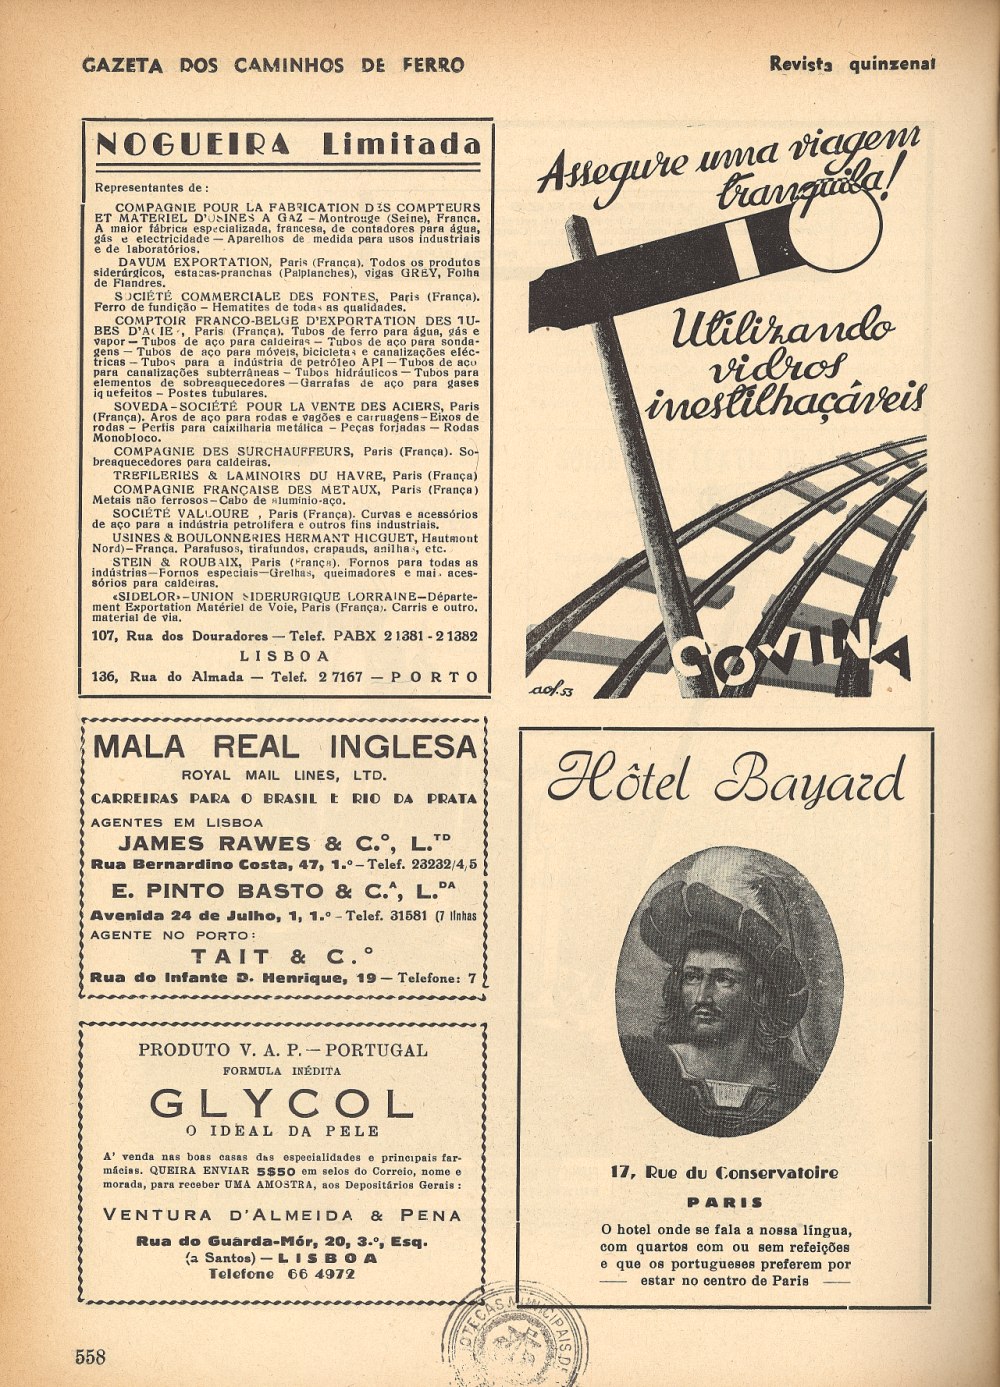 GAZETA DOS CAMINHOS DE FERRO
Revista quinzenal
NOGUEIRA Limitada
Representantes de:
COMPAGNIE POUR LA FABRICATION DES COMPTEURS
ET MATERIEL D'USINES A GAZ – Montrouge (Seine), França.
A maior fábrica especializada, francesa, de contadores para água,
gás e electricidade — Aparelhos de medida para usos industriais
e de laboratórios.
DAVUM EXPORTATION, Paris (França). Todos os produtos
siderúrgicos, estacas-pranchas (Palplanches), vigas GREY, Folha
de Flandres.
SOCIÉTÉ COMMERCIALE DES FONTES, Paris (França).
Ferro de fundição – Hematites de todas as qualidades.
COMPTOIR FRANCO-BELGE D'EXPORTATION DES TU-
BES D'ACIE, Paris (França). Tubos de ferro para água, gás e
vapor — Tubos de aço para caldeiras – Tubos de aço para sonda-
gens – Tubos de aço para móveis, bicicletas e canalizações eléc-
tricas — Tubos para a indústria de petróleo API — Tubos de aço
para canalizações subterrâneas – Tubos hidráulicos — Tubos para
elementos de sobreaquecedores – Garrafas de aço para gases
iquefeitos – Postes tubulares.
SOVEDA – SOCIÉTÉ POUR LA VENTE DES ACIERS, Paris
(França). Aros de aço para rodas e vagões e carruagens – Eixos de
rodas – Perfis para caixilharia metálica – Peças forjadas — Rodas
Monobloco.
COMPAGNIE DES SURCHAUFFEURS, Paris (França). So-
breaquecedores para caldeiras.
TREFILERIES & LAMINOIRS DU HAVRE, Paris (França)
COMPAGNIE FRANÇAISE DES METAUX, Paris (França)
Metais não ferrosos – Cabo de alumínio-aço.
SOCIÉTÉ VALLOURE , Paris (França). Curvas e acessórios
de aço para a indústria petrolífera e outros fins industriais.
USINES & BOULONNERIES HERMANT HICGUET, Hautmont
Nord) – França. Parafusos, tirafundos, crapauds, anilhas, etc.
STEIN & ROUBAIX, Paris (França). Fornos para todas as
indústrias — Fornos especiais — Grelhas, queimadores e mais aces-
sórios para caldeiras.
«SIDELOR» – UNION SIDERURGIQUE LORRAINE – Départe-
ment Exportation Matériel de Voie, Paris (França). Carris e outro,
material de via.
107, Rua dos Douradores — Telef. PABX 2 1381 - 2 1382
LISBOA
136, Rua do Almada — Telef. 2 7167 — PORTO
Assegure uma viagem
tranquila!
Utilizando
vidros
inestilhaçáveis
COVINA
aof. 53
MALA REAL INGLESA
ROYAL MAIL LINES, LTD.
CARREIRAS PARA O BRASIL E RIO DA PRATA
AGENTES EM LISBOA
JAMES RAWES & C.º, L.TD
Rua Bernardino Costa, 47, 1.º – Telef. 23232/4/5
E. PINTO BASTO & C.ᴬ, L.DA
Avenida 24 de Julho, 1, 1.º – Telef. 31581 (7 linhas
AGENTE NO PORTO:
TAIT & C.º
Rua do Infante D. Henrique, 19 — Telefone: 7
PRODUTO V. A. P. — PORTUGAL
FORMULA INÉDITA
GLYCOL
O IDEAL DA PELE
A' venda nas boas casas das especialidades e principais far-
mácias. QUEIRA ENVIAR 5$50 em selos do Correio, nome e
morada, para receber UMA AMOSTRA, aos Depositários Gerais:
VENTURA D'ALMEIDA & PENA
Rua do Guarda-Mór, 20, 3.º, Esq.
(a Santos) — LISBOA
Telefone 66 4972
Hôtel Bayard
17, Rue du Conservatoire
PARIS
O hotel onde se fala a nossa língua,
com quartos com ou sem refeições
e que os portugueses preferem por
estar no centro de Paris
558